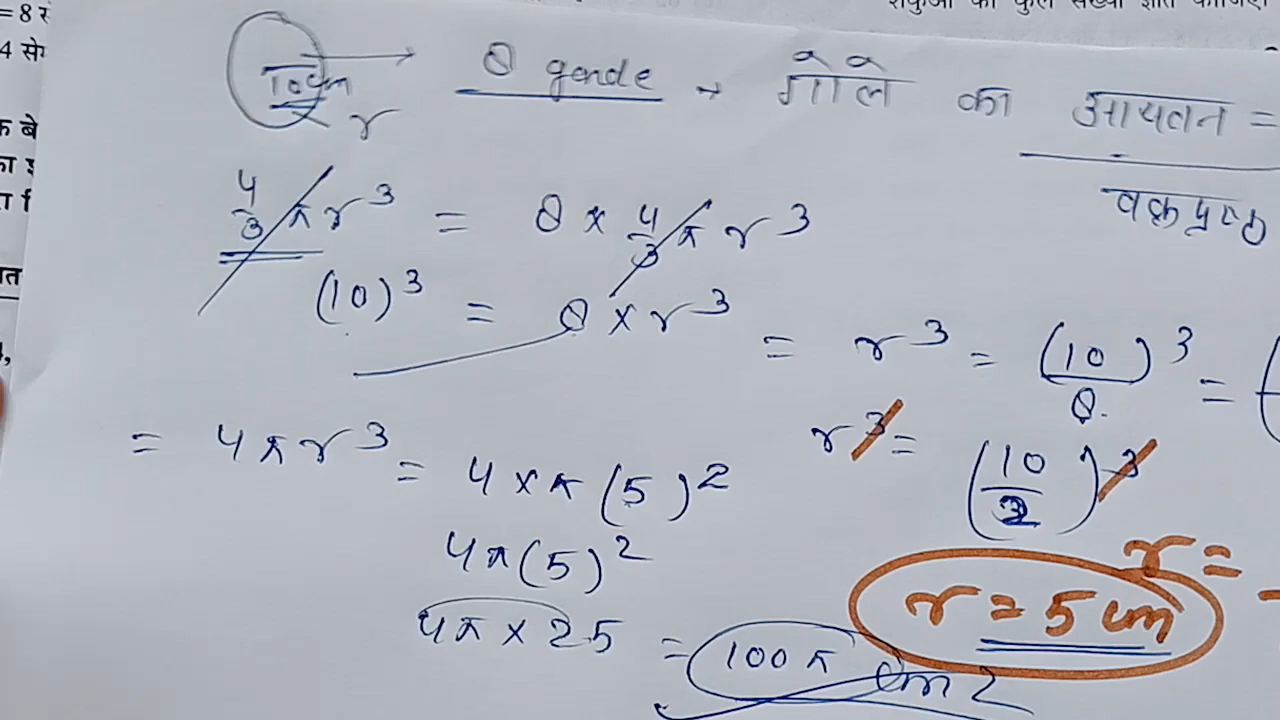 = 8 से
4 से
10cm
r
8 gende → गोले का आयतन =
वक्रपृष्ठ
4/3 π r³ = 8 × 4/3 π r³
(10)³ = 8 × r³
= r³ = (10)³/8 =
r³ = (10/2)³
= 4πr³ = 4×π(5)²
4π(5)²
r =
r = 5 cm
4π × 25 = 100π cm²